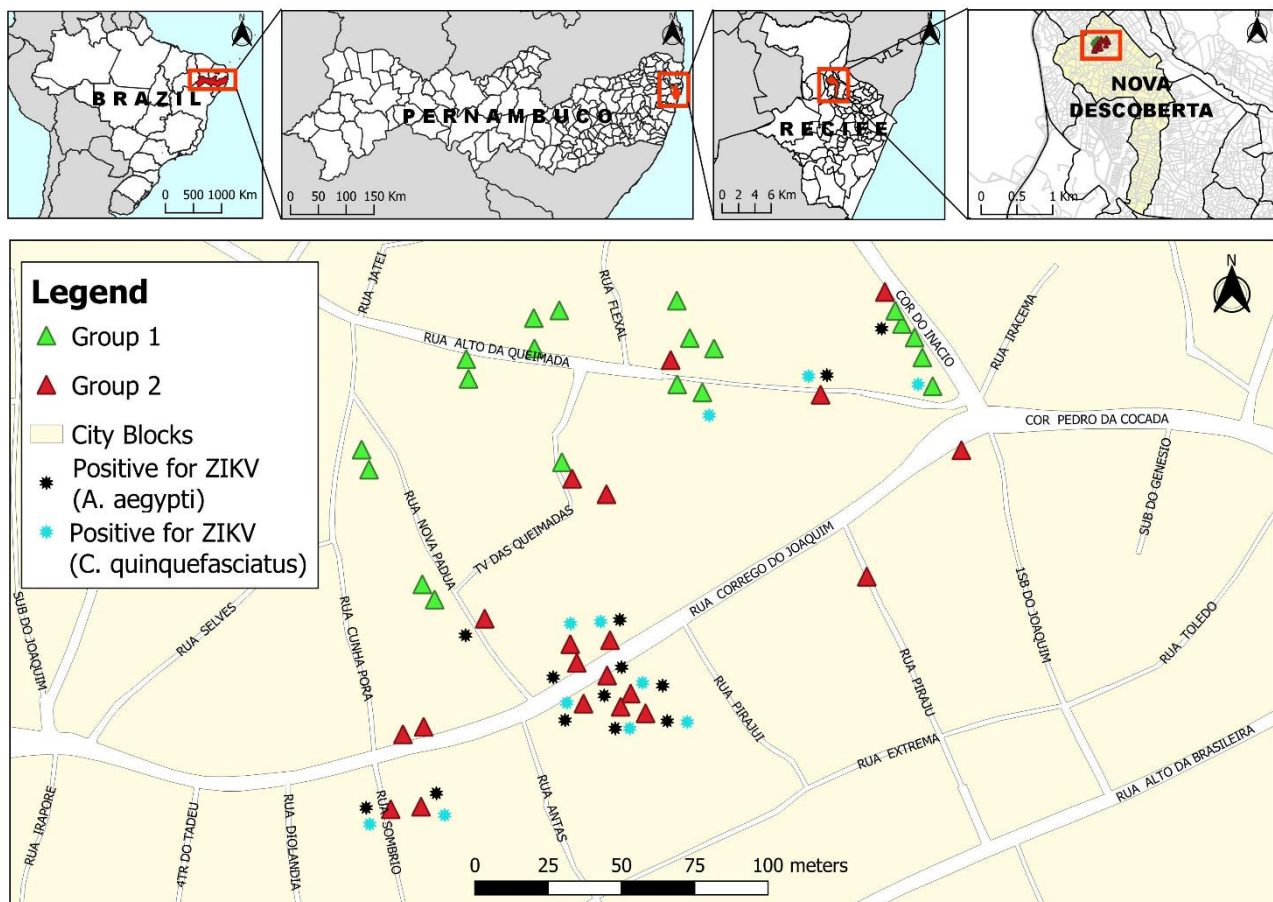 N
BRAZIL
0 500 1000 Km
N
PERNAMBUCO
0 50 100 150 Km
N
RECIFE
0 2 4 6 Km
N
NOVA
DESCOBERTA
0 0.5 1 Km
Legend
Group 1
Group 2
City Blocks
Positive for ZIKV
(A. aegypti)
Positive for ZIKV
(C. quinquefasciatus)
N
RUA JATEI
RUA FLEXAL
RUA ALTO DA QUEIMADA
COR DO INACIO
RUA IRACEMA
COR PEDRO DA COCADA
SUB DO GENESIO
RUA NOVA PADUA
TV DAS QUEIMADAS
RUA CORREGO DO JOAQUIM
SUB DO JOAQUIM
RUA SELVES
RUA CUNHA PORA
RUA PIRAJUI
RUA PIRAJU
1SB DO JOAQUIM
RUA TOLEDO
RUA EXTREMA
RUA ALTO DA BRASILEIRA
RUA IRAPORE
4TR DO TADEU
RUA DIOLANDIA
RUA SOMBRIO
RUA ANTAS
0 25 50 75 100 meters